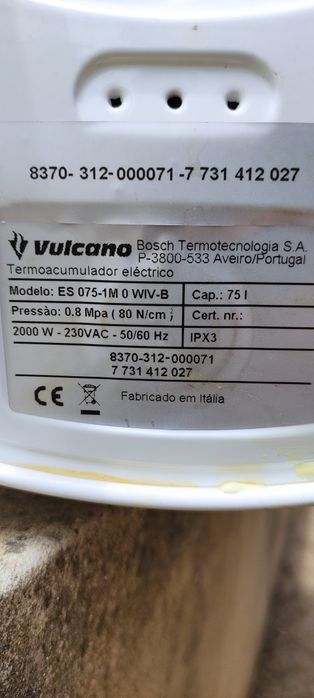 8370-312-000071-7 731 412 027
Vulcano Bosch Termotecnologia S.A.
P-3800-533 Aveiro/Portugal
Termoacumulador eléctrico
Modelo: ES 075-1M 0 WIV-B Cap.: 75 l
Pressão: 0.8 Mpa ( 80 N/cm ; Cert. nr.:
2000 W - 230VAC - 50/60 Hz IPX3
8370-312-000071
7 731 412 027
CE Fabricado em Itália